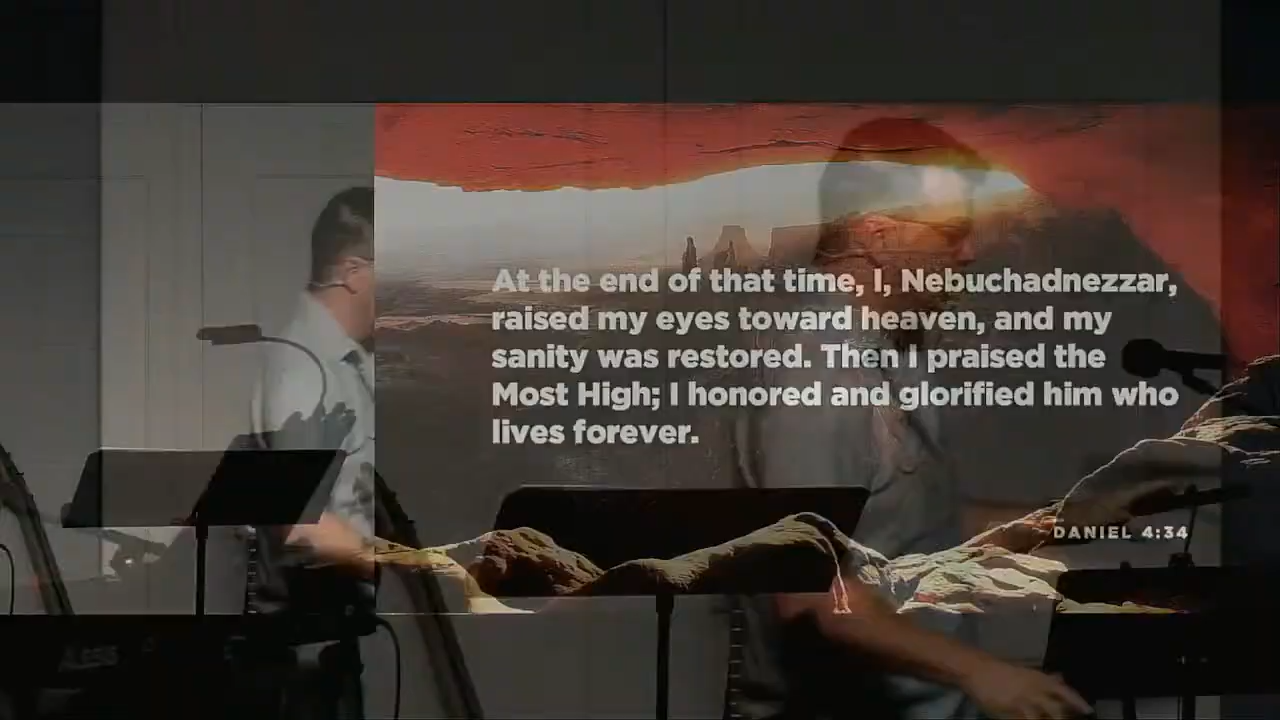 At the end of that time, I, Nebuchadnezzar,
raised my eyes toward heaven, and my
sanity was restored. Then I praised the
Most High; I honored and glorified him who
lives forever.
DANIEL 4:34